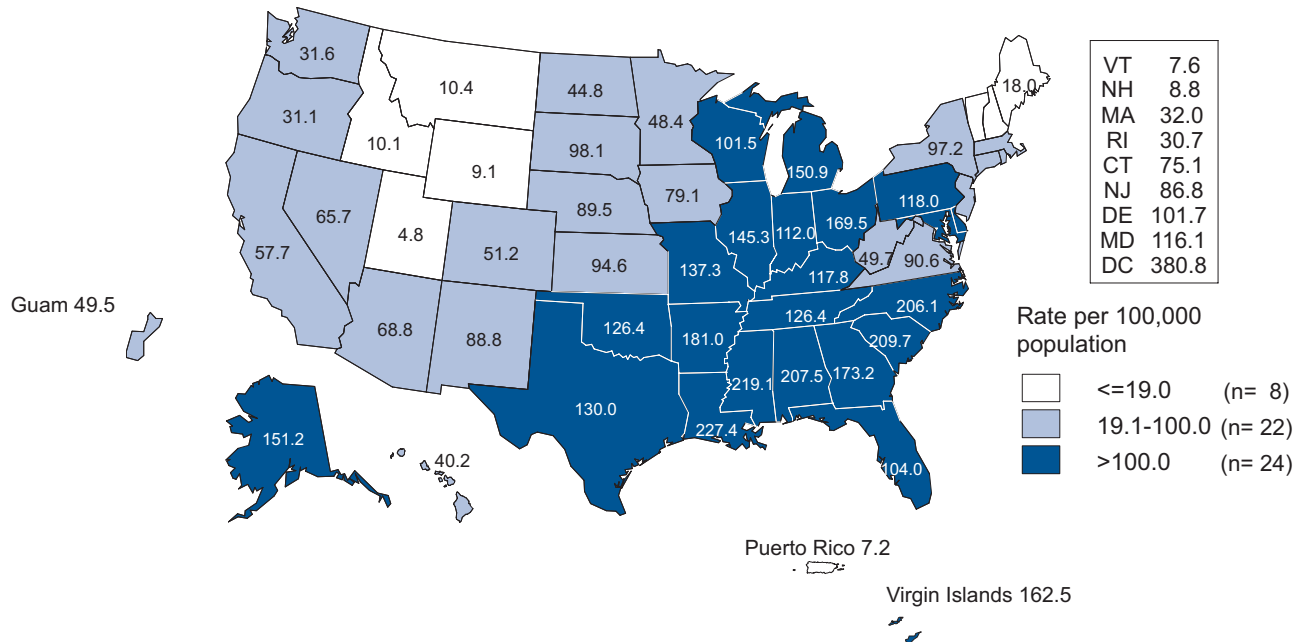 31.6
10.4
44.8
48.4
18.0
31.1
10.1
9.1
98.1
101.5
150.9
97.2
65.7
4.8
89.5
79.1
118.0
57.7
51.2
94.6
137.3
145.3
112.0
169.5
117.8
49.7
90.6
68.8
88.8
126.4
181.0
126.4
206.1
209.7
130.0
227.4
219.1
207.5
173.2
104.0
Guam 49.5
151.2
40.2
Puerto Rico 7.2
Virgin Islands 162.5
VT 7.6
NH 8.8
MA 32.0
RI 30.7
CT 75.1
NJ 86.8
DE 101.7
MD 116.1
DC 380.8
Rate per 100,000
population
<=19.0 (n= 8)
19.1-100.0 (n= 22)
>100.0 (n= 24)